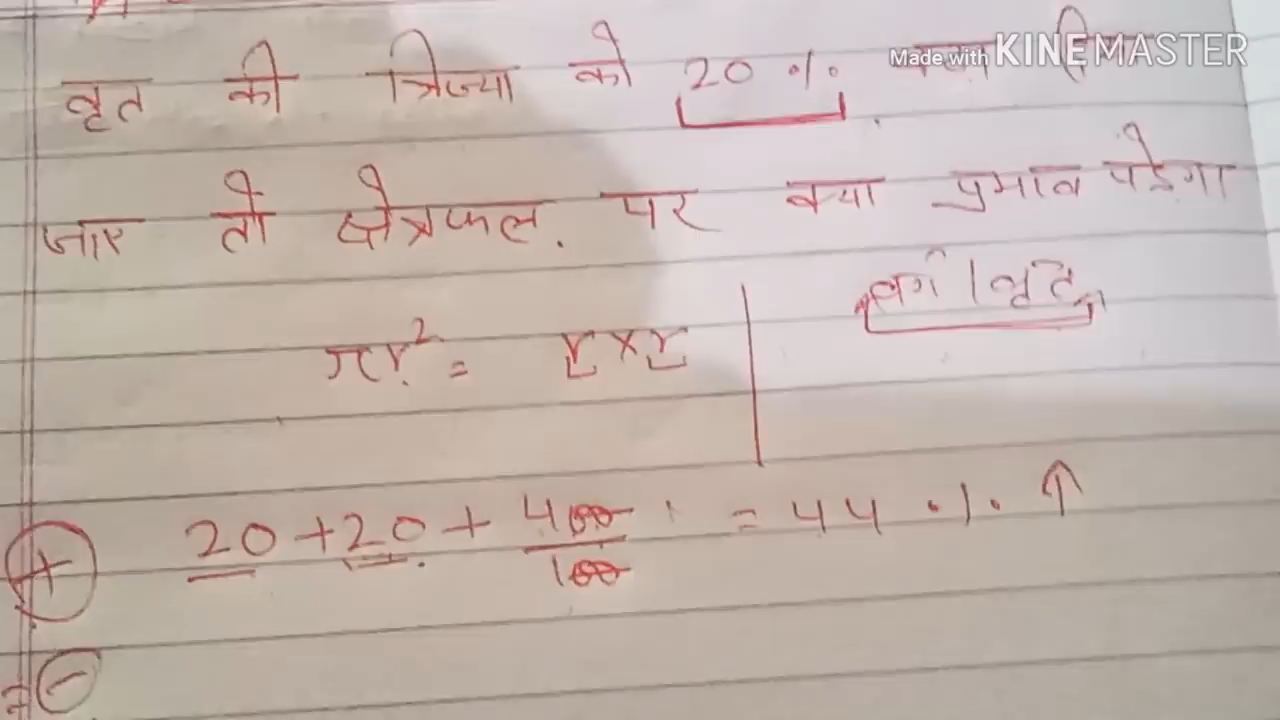 वृत की त्रिज्या को 20 %
Made with KINEMASTER
जाए तो क्षेत्रफल. पर क्या प्रभाव पड़ेगा
वर्ग / वृत
πr² = r×r
+ 20 + 20 + 400/100 = 44 % ↑
= -